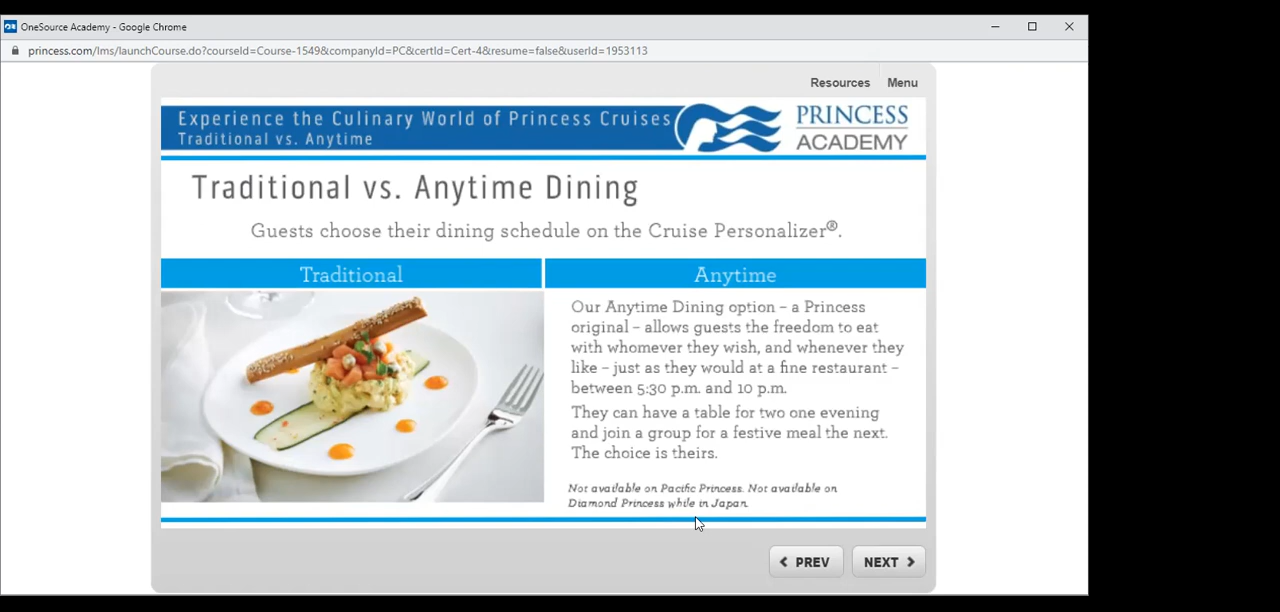 OneSource Academy - Google Chrome
princess.com/lms/launchCourse.do?courseId=Course-1549&companyId=PC&certId=Cert-4&resume=false&userId=1953113
Resources Menu
Experience the Culinary World of Princess Cruises
Traditional vs. Anytime
PRINCESS
ACADEMY
Traditional vs. Anytime Dining
Guests choose their dining schedule on the Cruise Personalizer®.
Traditional
Anytime
Our Anytime Dining option – a Princess
original – allows guests the freedom to eat
with whomever they wish, and whenever they
like – just as they would at a fine restaurant –
between 5:30 p.m. and 10 p.m.
They can have a table for two one evening
and join a group for a festive meal the next.
The choice is theirs.
Not available on Pacific Princess. Not available on
Diamond Princess while in Japan.
PREV NEXT